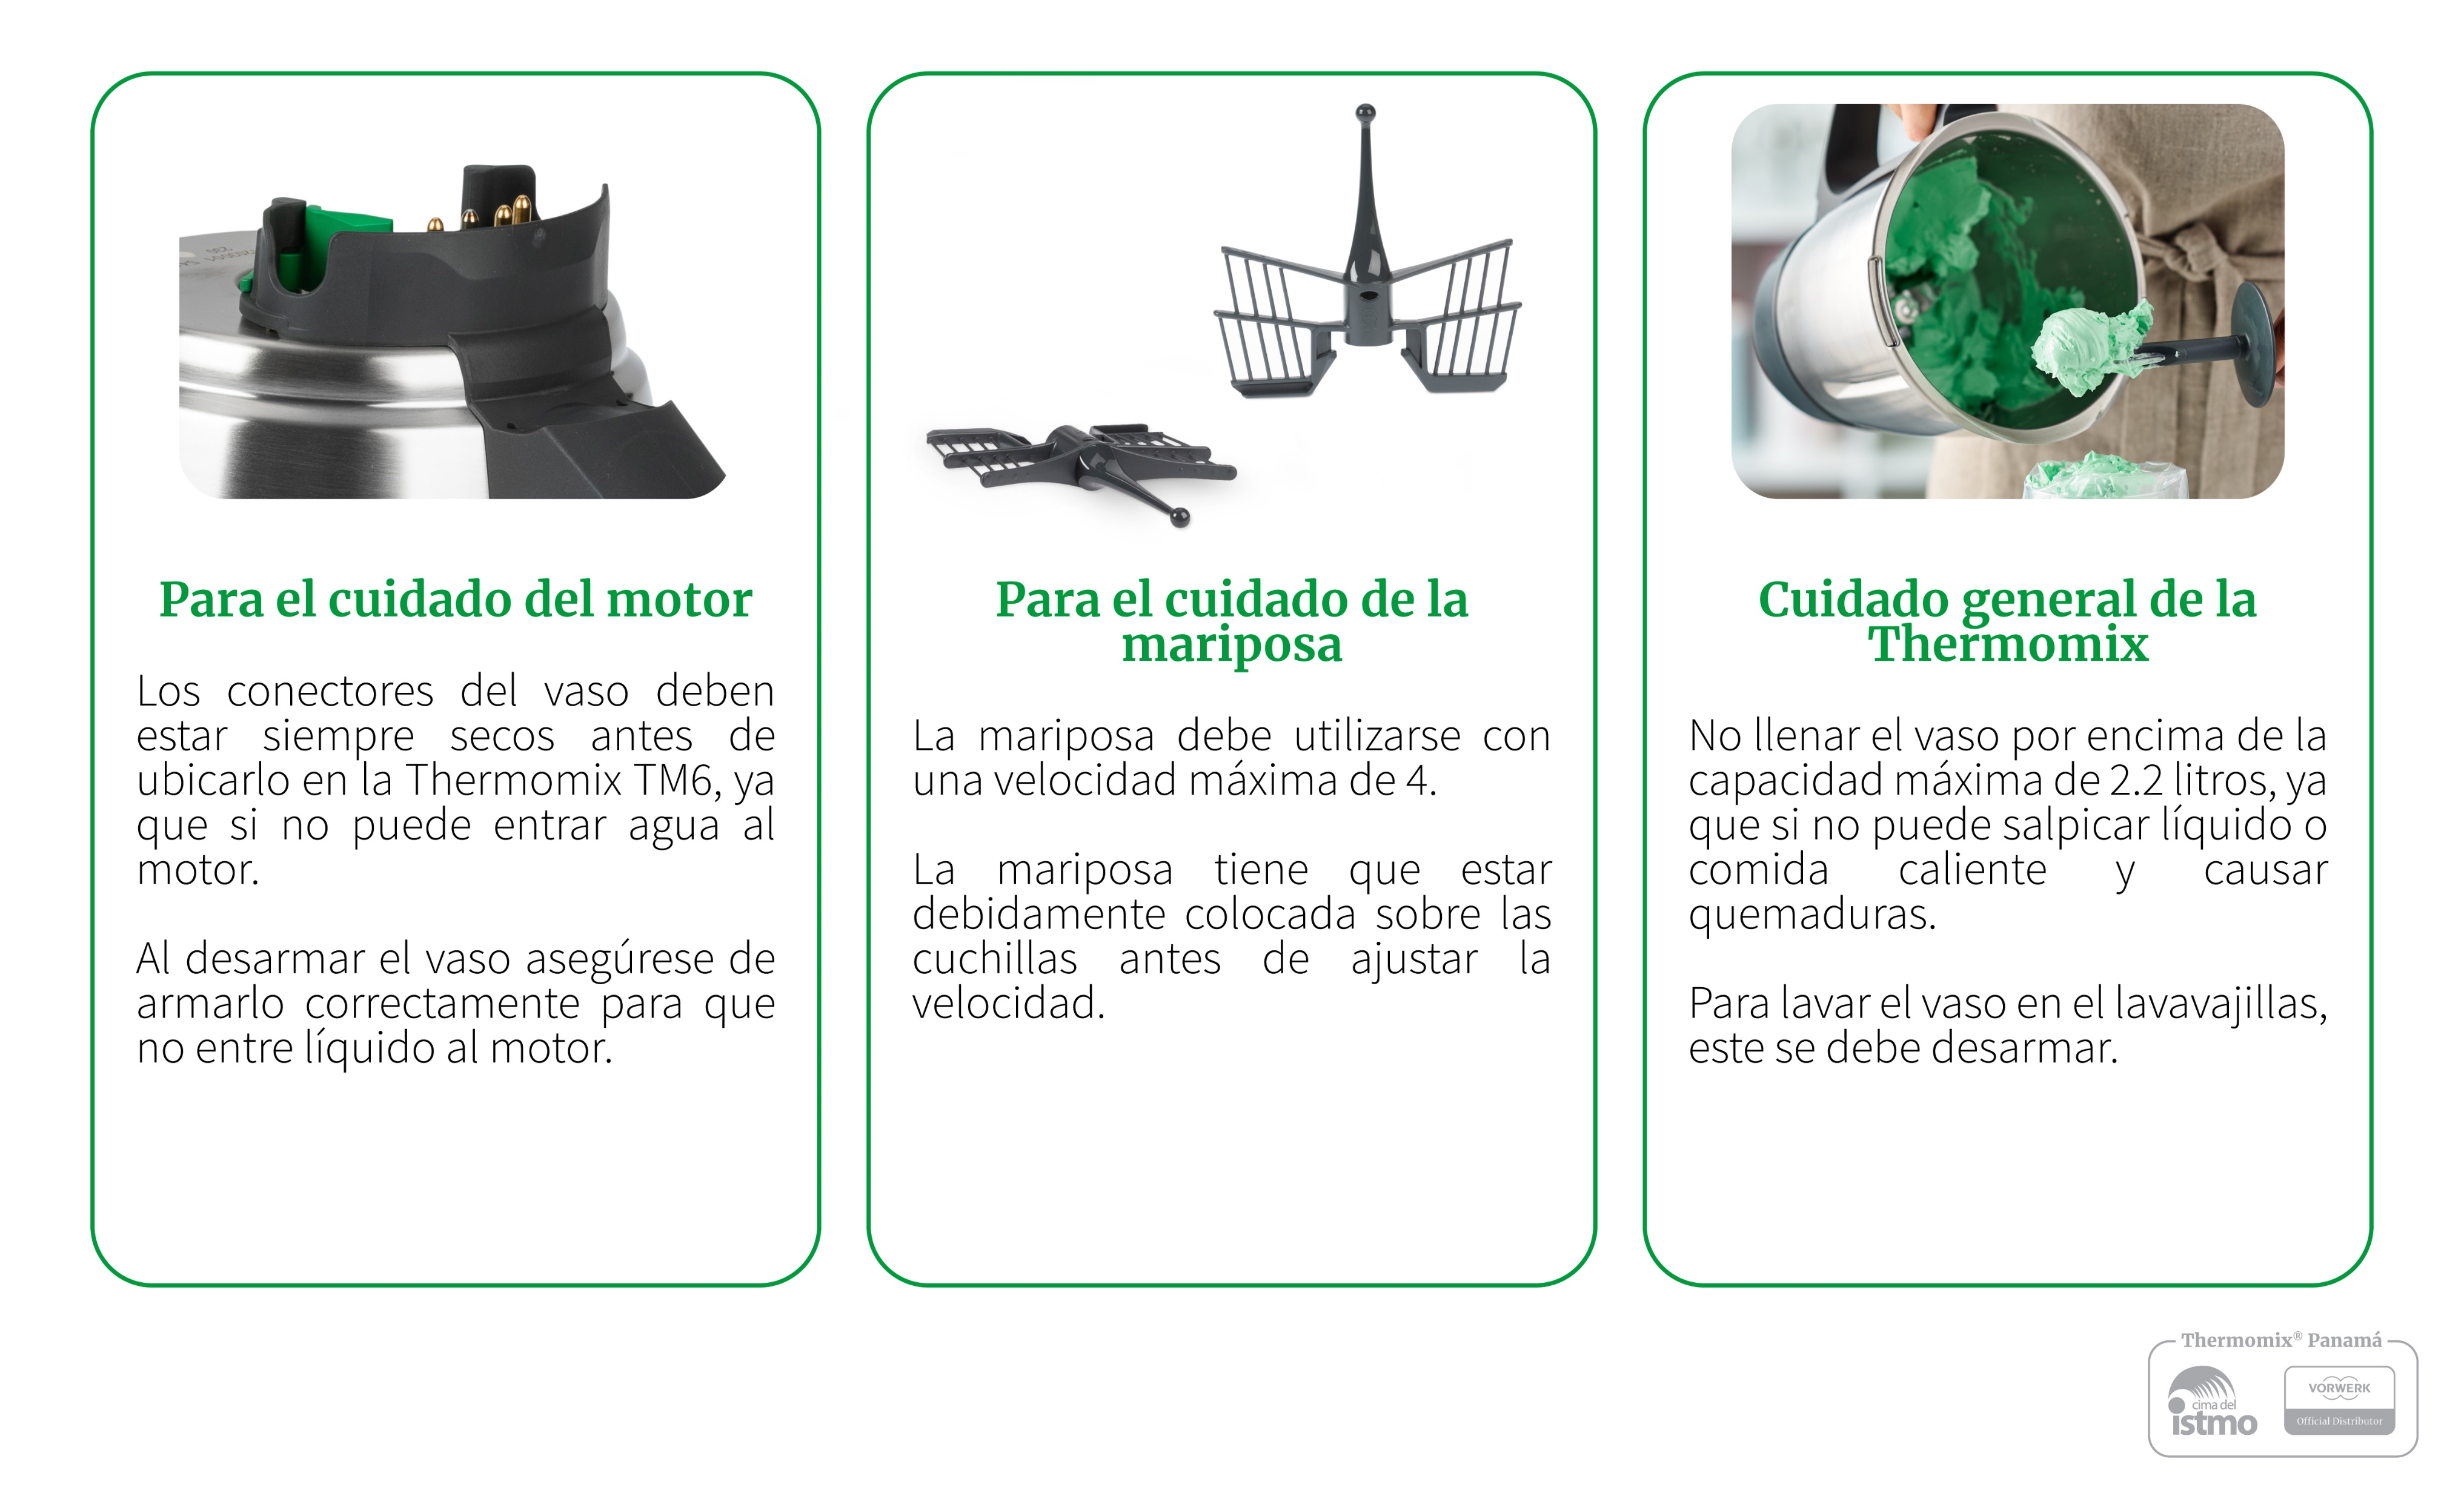 Para el cuidado del motor
Los conectores del vaso deben
estar siempre secos antes de
ubicarlo en la Thermomix TM6, ya
que si no puede entrar agua al
motor.
Al desarmar el vaso asegúrese de
armarlo correctamente para que
no entre líquido al motor.
Para el cuidado de la
mariposa
La mariposa debe utilizarse con
una velocidad máxima de 4.
La mariposa tiene que estar
debidamente colocada sobre las
cuchillas antes de ajustar la
velocidad.
Cuidado general de la
Thermomix
No llenar el vaso por encima de la
capacidad máxima de 2.2 litros, ya
que si no puede salpicar líquido o
comida caliente y causar
quemaduras.
Para lavar el vaso en el lavavajillas,
este se debe desarmar.
Thermomix® Panamá
cima del
istmo
VORWERK
Official Distributor